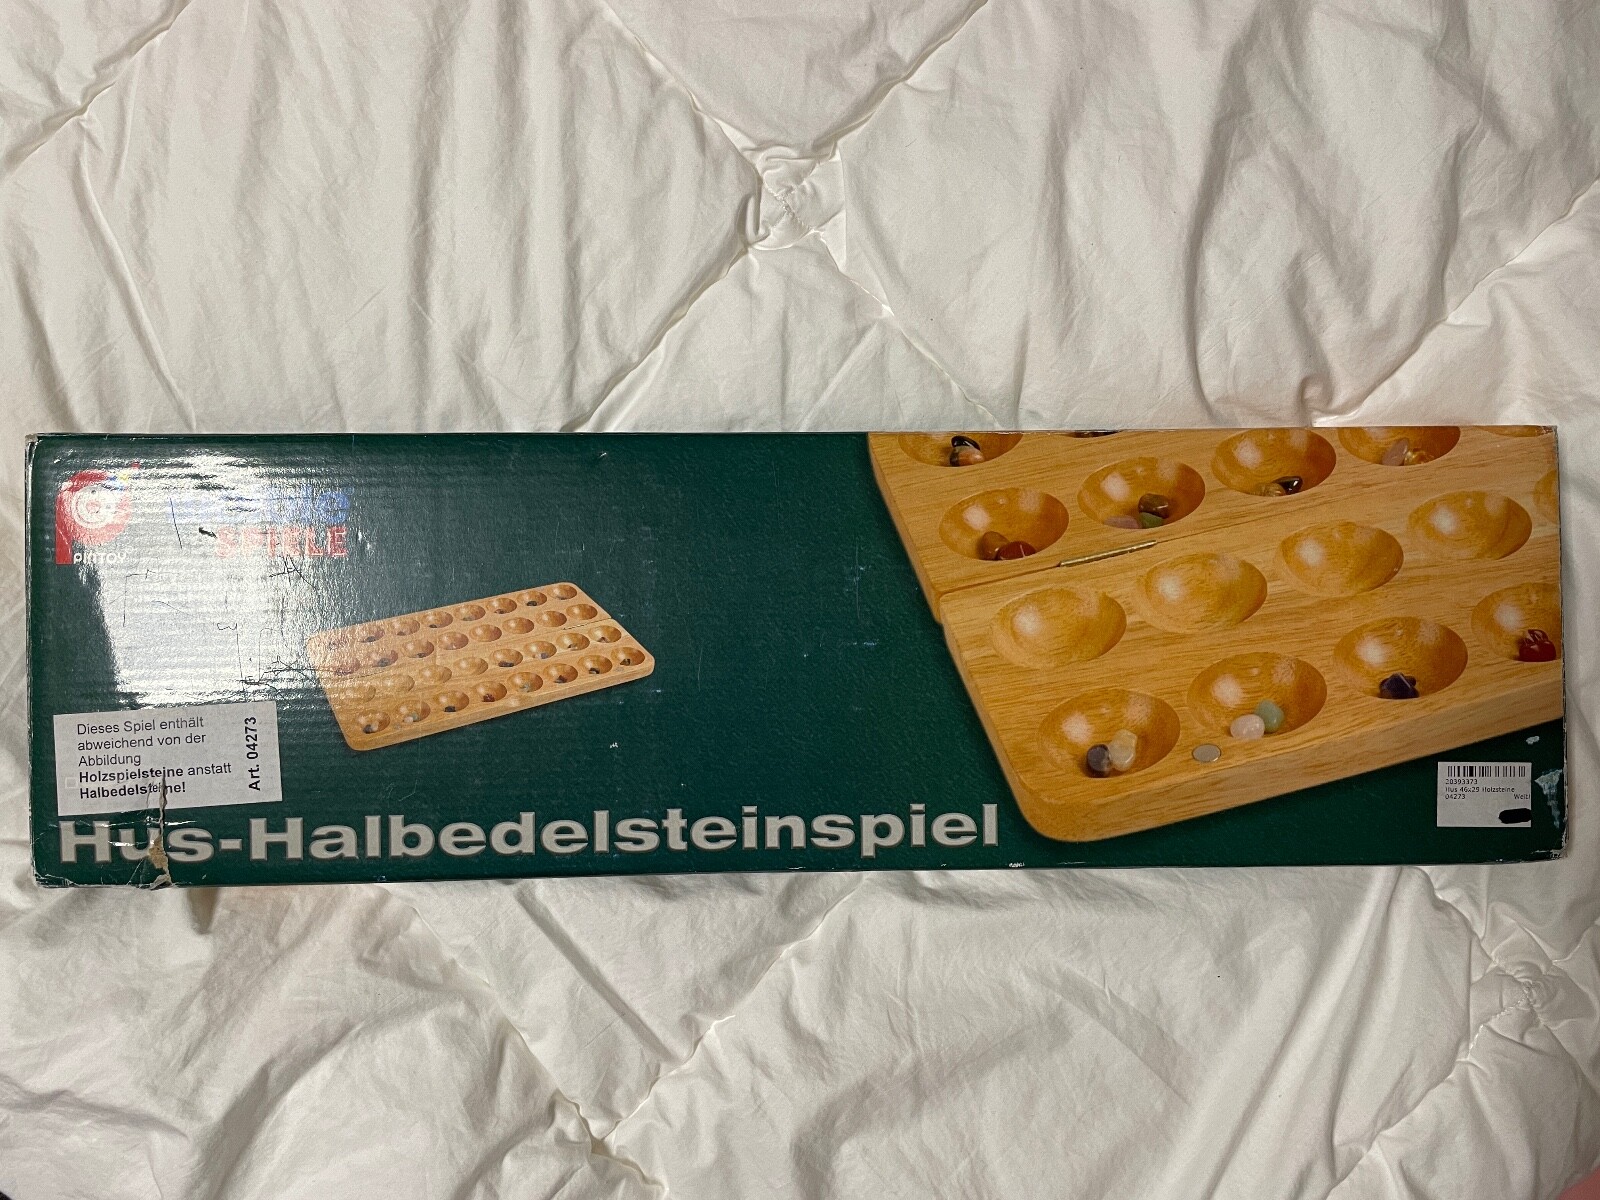 PINTOY
SPIELE
Dieses Spiel enthält
abweichend von der
Abbildung
Holzspielsteine anstatt
Halbedelsteine!
Art. 04273
Hus-Halbedelsteinspiel
20393373
Hus 46x29 Holzsteine
04273